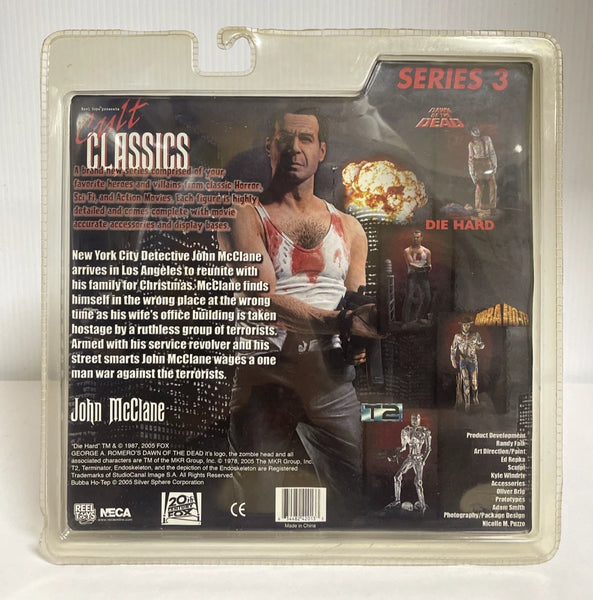 SERIES 3
Reel Toys presents
Cult
CLASSICS
A brand new series comprised of your
favorite heroes and villains from classic Horror,
Sci-Fi, and Action Movies. Each figure is highly
detailed and comes complete with movie
accurate accessories and display bases.
DAWN
OF THE
DEAD
DIE HARD
BUBBA HO-TEP
T2
New York City Detective John McClane
arrives in Los Angeles to reunite with
his family for Christmas. McClane finds
himself in the wrong place at the wrong
time as his wife's office building is taken
hostage by a ruthless group of terrorists.
Armed with his service revolver and his
street smarts John McClane wages a one
man war against the terrorists.
John McClane
"Die Hard" TM & © 1987, 2005 FOX
GEORGE A. ROMERO'S DAWN OF THE DEAD it's logo, the zombie head and all
associated characters are TM of the MKR Group, Inc. © 1978, 2005 The MKR Group, Inc.
T2, Terminator, Endoskeleton, and the depiction of the Endoskeleton are Registered
Trademarks of StudioCanal Image S.A. All Rights Reserved.
Bubba Ho-Tep © 2005 Silver Sphere Corporation
Product Development
Randy Falk
Art Direction/Paint
Ed Repka
Sculpt
Kyle Windrix
Accessories
Oliver Brig
Prototypes
Adam Smith
Photography/Package Design
Nicolle M. Puzzo
REEL
TOYS
NECA
www.necaonline.com
20TH
CENTURY
FOX
CE
Made in China